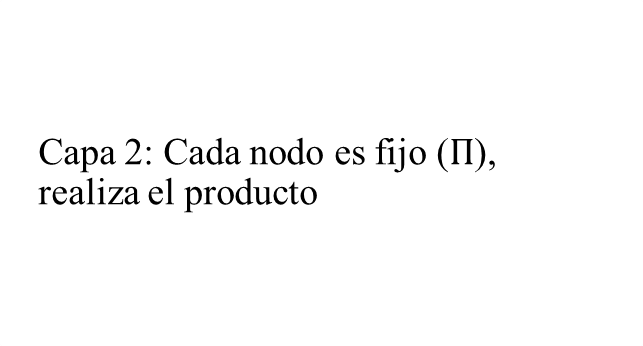 Capa 2: Cada nodo es fijo (Π),
realiza el producto